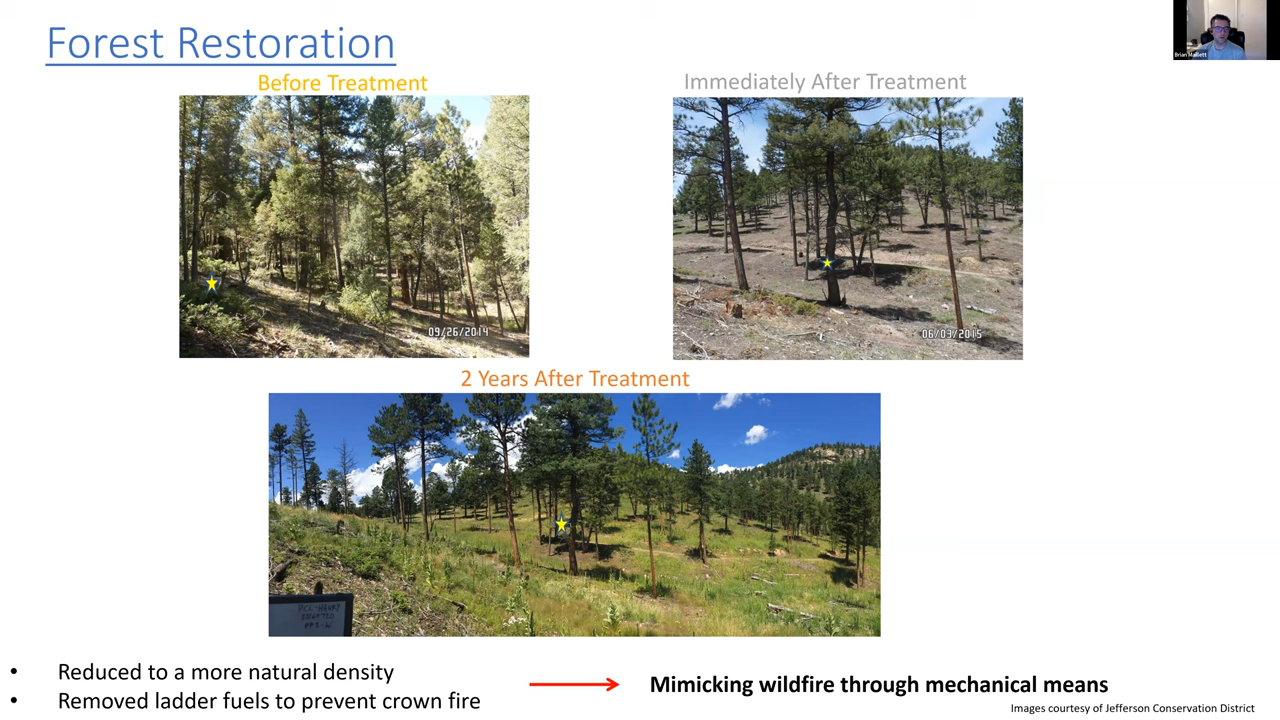 Forest Restoration
Brian Mallett
Before Treatment
Immediately After Treatment
09/26/2014
06/03/2015
2 Years After Treatment
• Reduced to a more natural density
• Removed ladder fuels to prevent crown fire
Mimicking wildfire through mechanical means
Images courtesy of Jefferson Conservation District